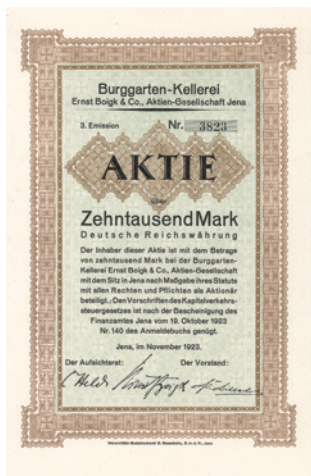 Burggarten-Kellerei
Ernst Boigk & Co., Aktien-Gesellschaft Jena
3. Emission Nr. 3823
AKTIE
über
Zehntausend Mark
Deutsche Reichswährung
Der Inhaber dieser Aktie ist mit dem Betrage
von zehntausend Mark bei der Burggarten-
Kellerei Ernst Boigk & Co., Aktien-Gesellschaft
mit dem Sitz in Jena nach Maßgabe ihres Statuts
mit allen Rechten und Pflichten als Aktionär
beteiligt. Den Vorschriften des Kapitalverkehrs-
steuergesetzes ist nach der Bescheinigung des
Finanzamtes Jena vom 19. Oktober 1923
Nr. 140 des Anmeldebuchs genügt.
Jena, im November 1923.
Der Aufsichtsrat: Der Vorstand:
Ernst Boigk